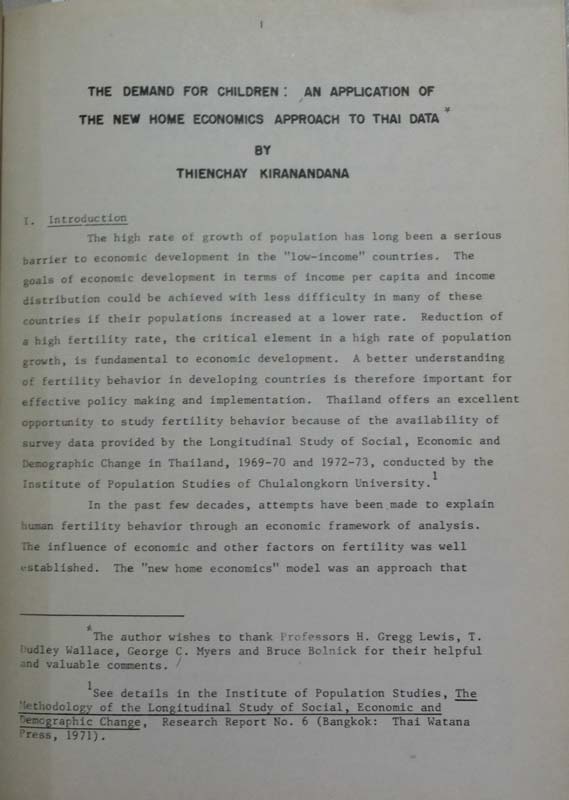 1
THE DEMAND FOR CHILDREN: AN APPLICATION OF
THE NEW HOME ECONOMICS APPROACH TO THAI DATA*
BY
THIENCHAY KIRANANDANA
I. Introduction
The high rate of growth of population has long been a serious
barrier to economic development in the "low-income" countries. The
goals of economic development in terms of income per capita and income
distribution could be achieved with less difficulty in many of these
countries if their populations increased at a lower rate. Reduction of
a high fertility rate, the critical element in a high rate of population
growth, is fundamental to economic development. A better understanding
of fertility behavior in developing countries is therefore important for
effective policy making and implementation. Thailand offers an excellent
opportunity to study fertility behavior because of the availability of
survey data provided by the Longitudinal Study of Social, Economic and
Demographic Change in Thailand, 1969-70 and 1972-73, conducted by the
Institute of Population Studies of Chulalongkorn University.1
In the past few decades, attempts have been made to explain
human fertility behavior through an economic framework of analysis.
The influence of economic and other factors on fertility was well
established. The "new home economics" model was an approach that
*The author wishes to thank Professors H. Gregg Lewis, T.
Dudley Wallace, George C. Myers and Bruce Bolnick for their helpful
and valuable comments.
1See details in the Institute of Population Studies, The
Methodology of the Longitudinal Study of Social, Economic and
Demographic Change, Research Report No. 6 (Bangkok: Thai Watana
Press, 1971).